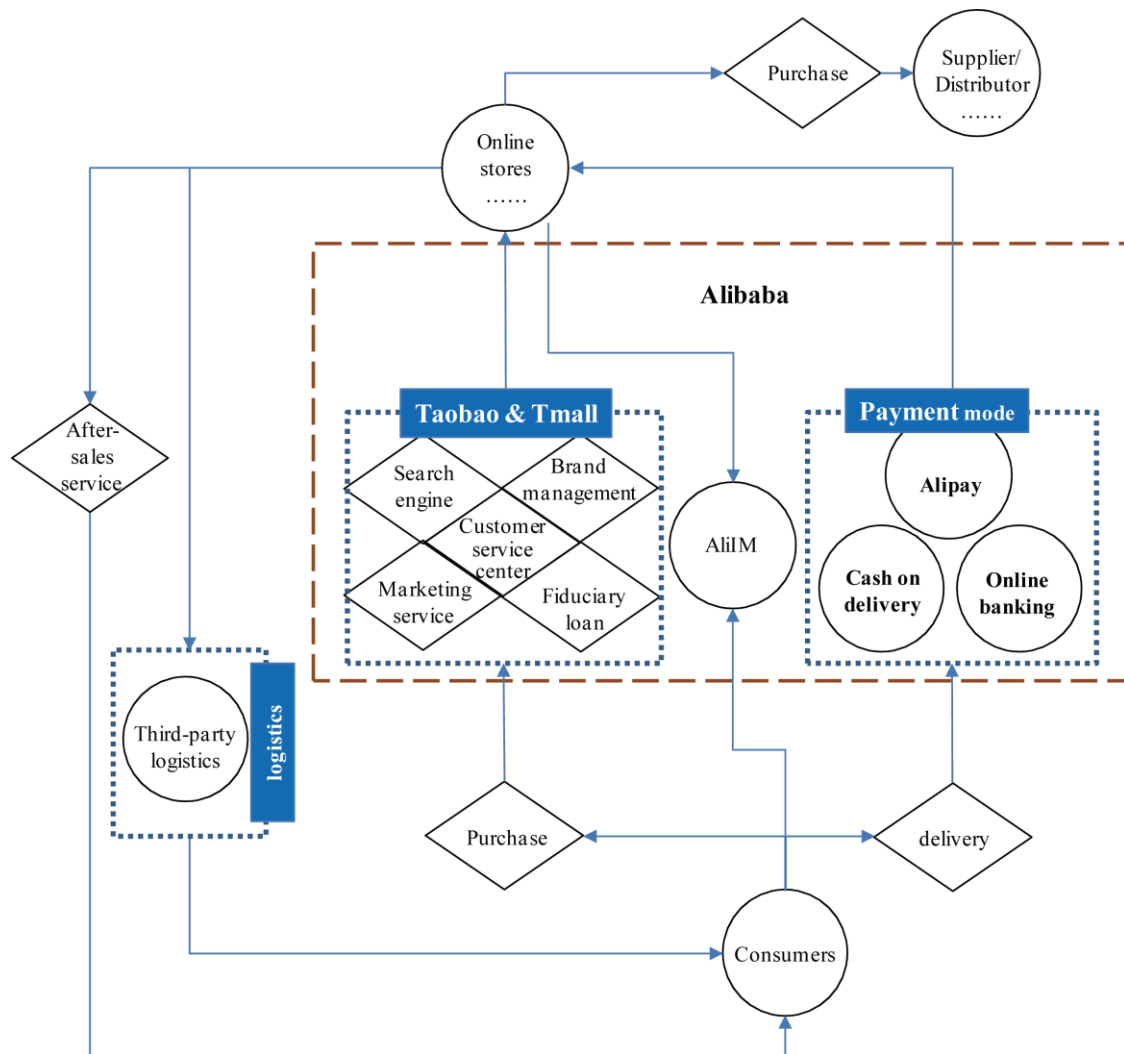 Purchase
Supplier/
Distributor
……
Online
stores
……
Alibaba
Taobao & Tmall
Payment mode
After-
sales
service
Search
engine
Brand
management
Customer
service
center
Marketing
service
Fiduciary
loan
AliIM
Alipay
Cash on
delivery
Online
banking
Third-party
logistics
logistics
Purchase
delivery
Consumers